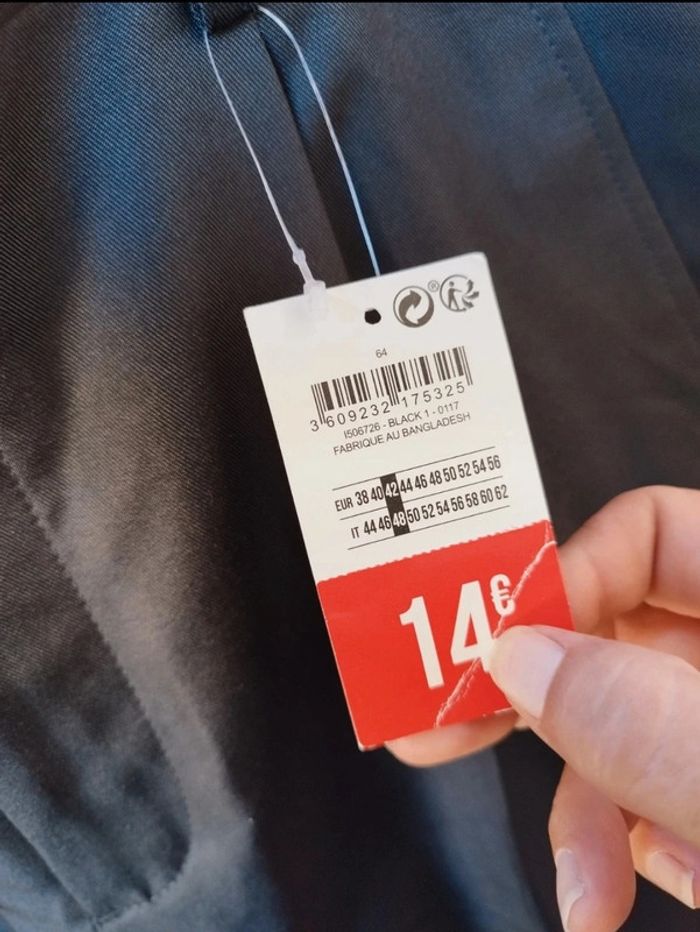 ®
64
3 609232 175325
I506726 - BLACK 1 - 0117
FABRIQUE AU BANGLADESH
EUR 38 40 42 44 46 48 50 52 54 56
IT 44 46 48 50 52 54 56 58 60 62
14€